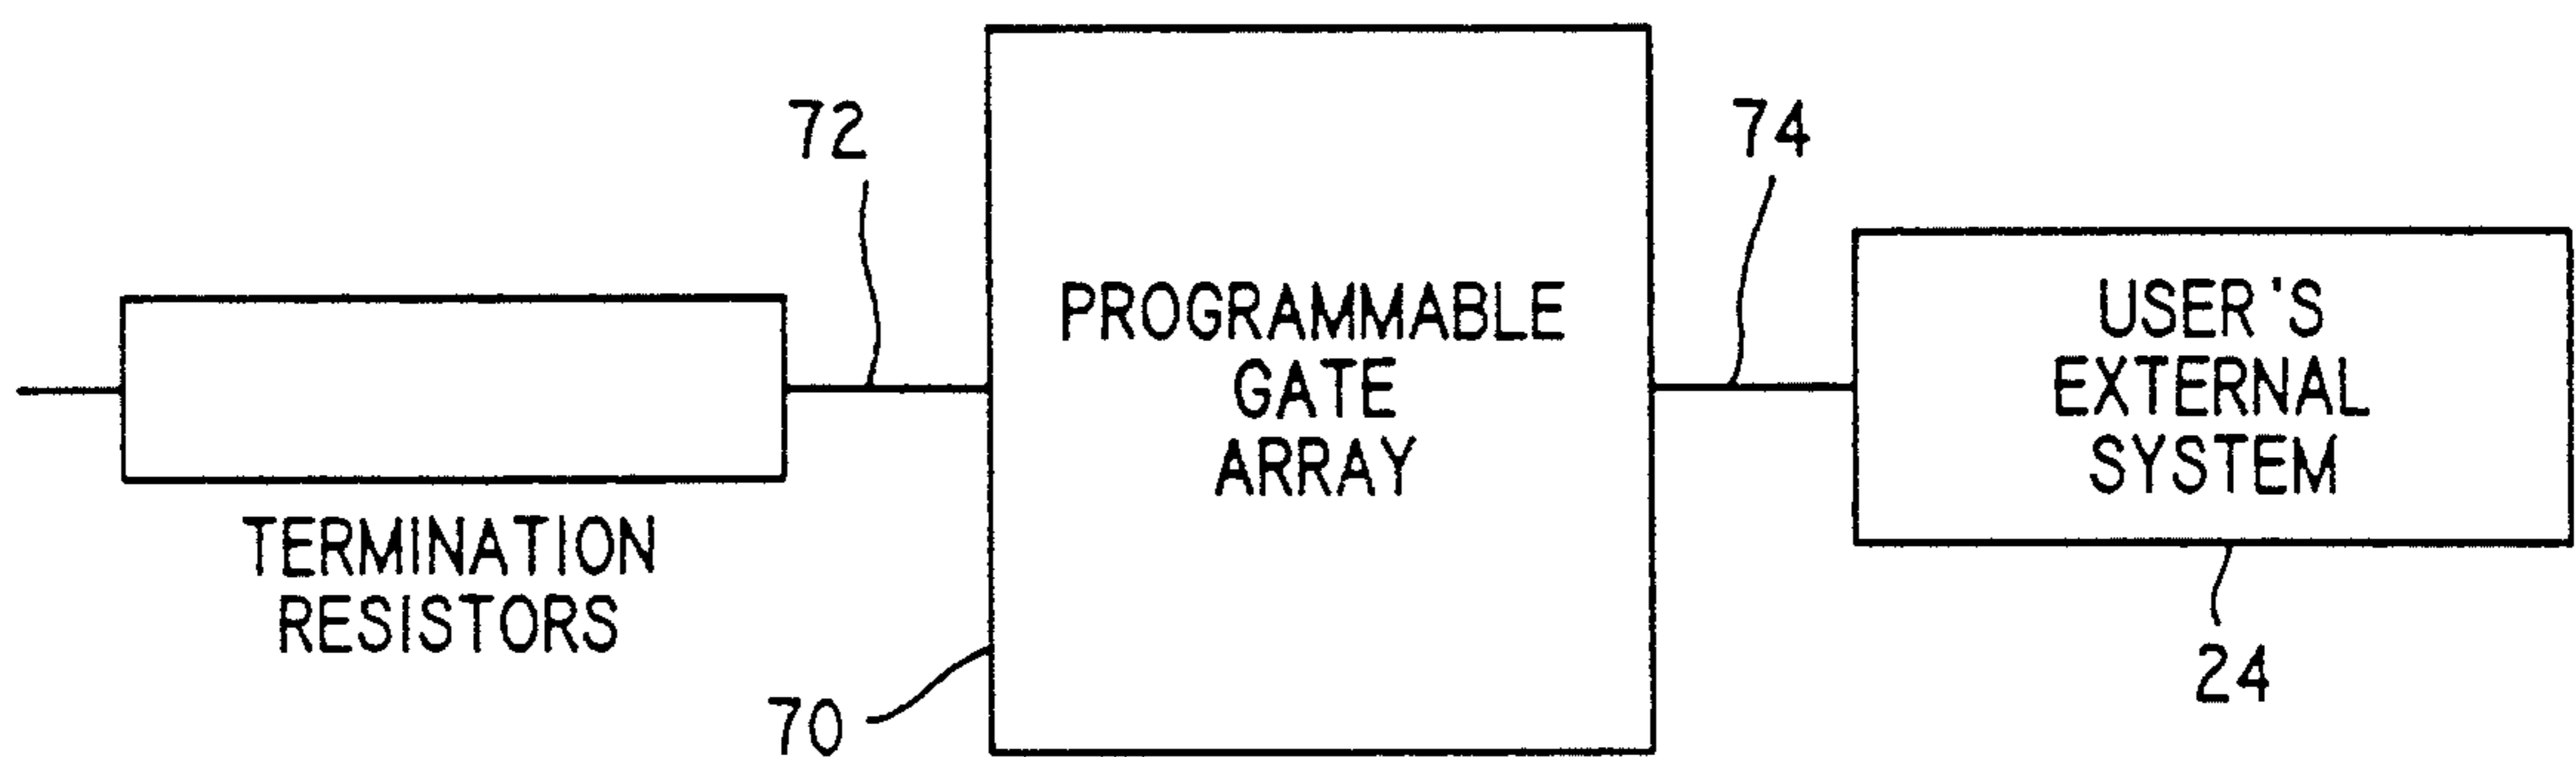 72
74
PROGRAMMABLE
GATE
ARRAY
USER'S
EXTERNAL
SYSTEM
TERMINATION
RESISTORS
70
24